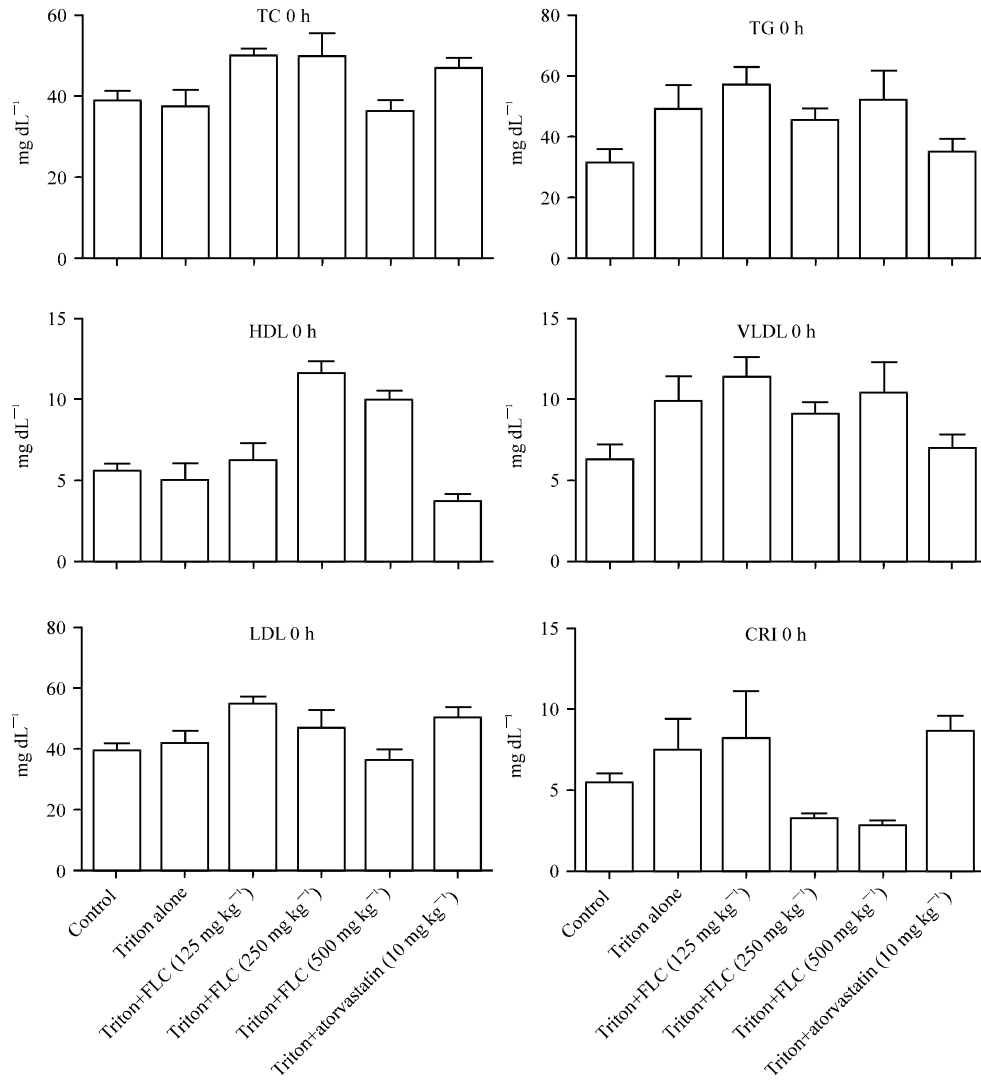 TC 0 h
60
40
20
0
mg dL⁻¹
TG 0 h
80
60
40
20
0
mg dL⁻¹
HDL 0 h
15
10
5
0
mg dL⁻¹
VLDL 0 h
15
10
5
0
mg dL⁻¹
LDL 0 h
80
60
40
20
0
mg dL⁻¹
Control
Triton alone
Triton+FLC (125 mg kg⁻¹)
Triton+FLC (250 mg kg⁻¹)
Triton+FLC (500 mg kg⁻¹)
Triton+atorvastatin (10 mg kg⁻¹)
CRI 0 h
15
10
5
0
mg dL⁻¹
Control
Triton alone
Triton+FLC (125 mg kg⁻¹)
Triton+FLC (250 mg kg⁻¹)
Triton+FLC (500 mg kg⁻¹)
Triton+atorvastatin (10 mg kg⁻¹)